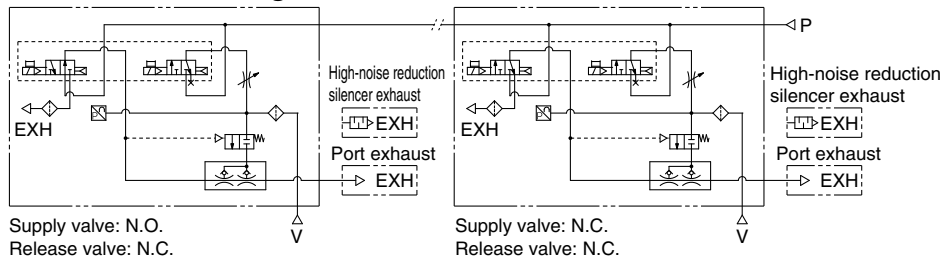 P
High-noise reduction
silencer exhaust
EXH
EXH
Port exhaust
EXH
V
Supply valve: N.O.
Release valve: N.C.
High-noise reduction
silencer exhaust
EXH
EXH
Port exhaust
EXH
V
Supply valve: N.C.
Release valve: N.C.